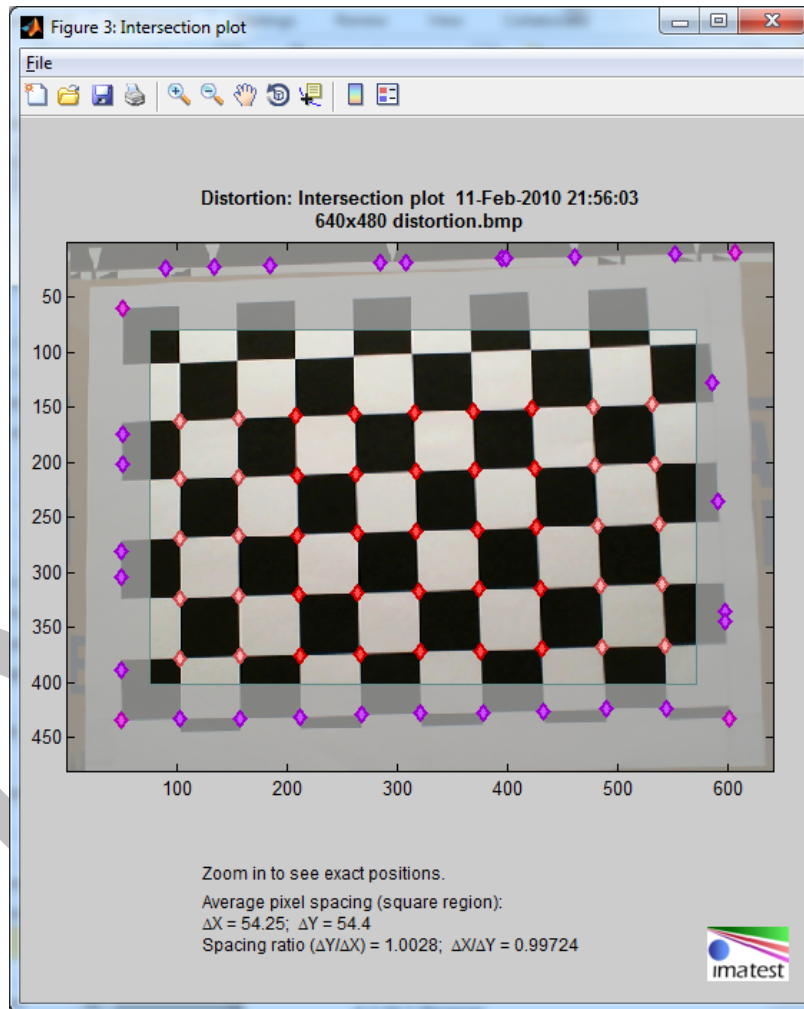 Figure 3: Intersection plot
File
Distortion: Intersection plot 11-Feb-2010 21:56:03
640x480 distortion.bmp
50
100
150
200
250
300
350
400
450
100
200
300
400
500
600
Zoom in to see exact positions.
Average pixel spacing (square region):
ΔX = 54.25; ΔY = 54.4
Spacing ratio (ΔY/ΔX) = 1.0028; ΔX/ΔY = 0.99724
imatest